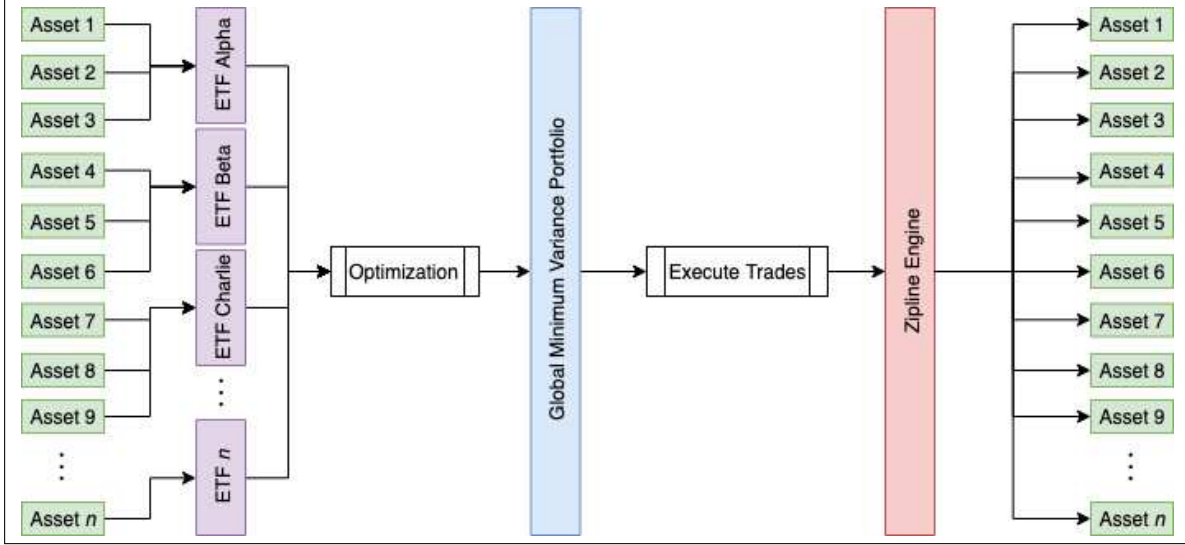 Asset 1
Asset 2
Asset 3
Asset 4
Asset 5
Asset 6
Asset 7
Asset 8
Asset 9
Asset n
ETF Alpha
ETF Beta
ETF Charlie
ETF n
Optimization
Global Minimum Variance Portfolio
Execute Trades
Zipline Engine
Asset 1
Asset 2
Asset 3
Asset 4
Asset 5
Asset 6
Asset 7
Asset 8
Asset 9
Asset n